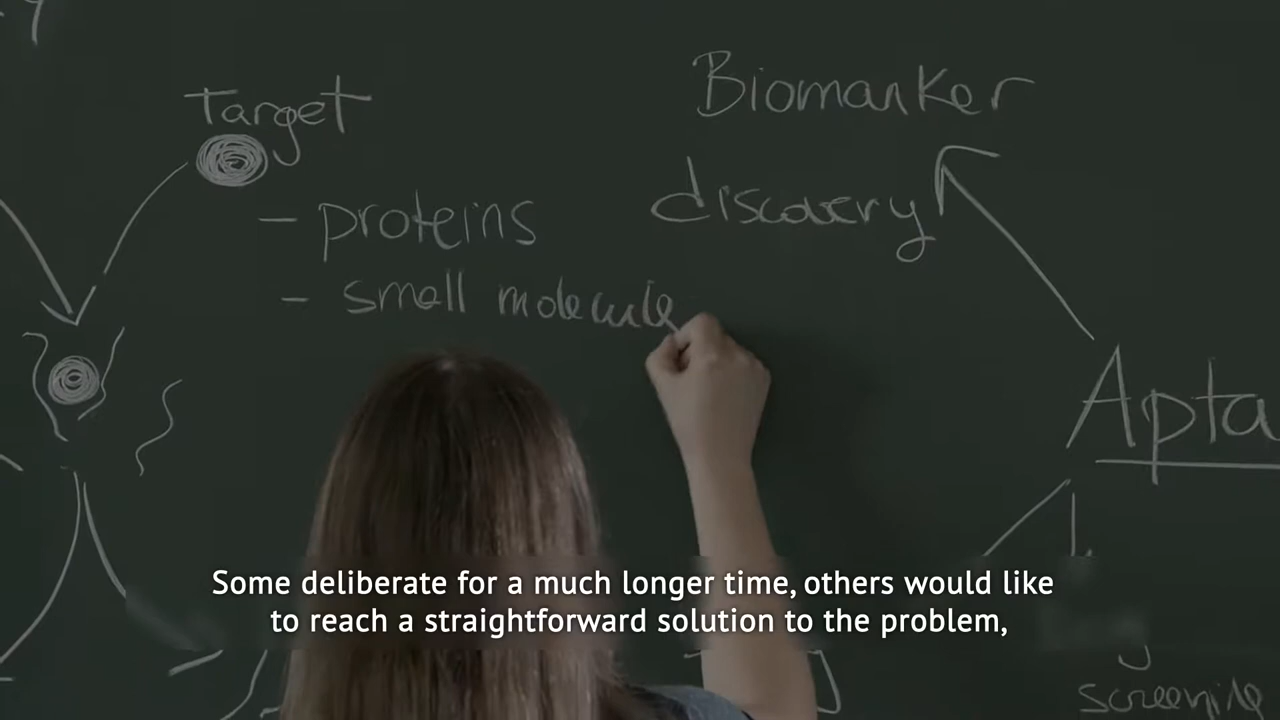 Target
- proteins
- small molecule
Biomarker
discovery
Apta
screening
Some deliberate for a much longer time, others would like
to reach a straightforward solution to the problem,